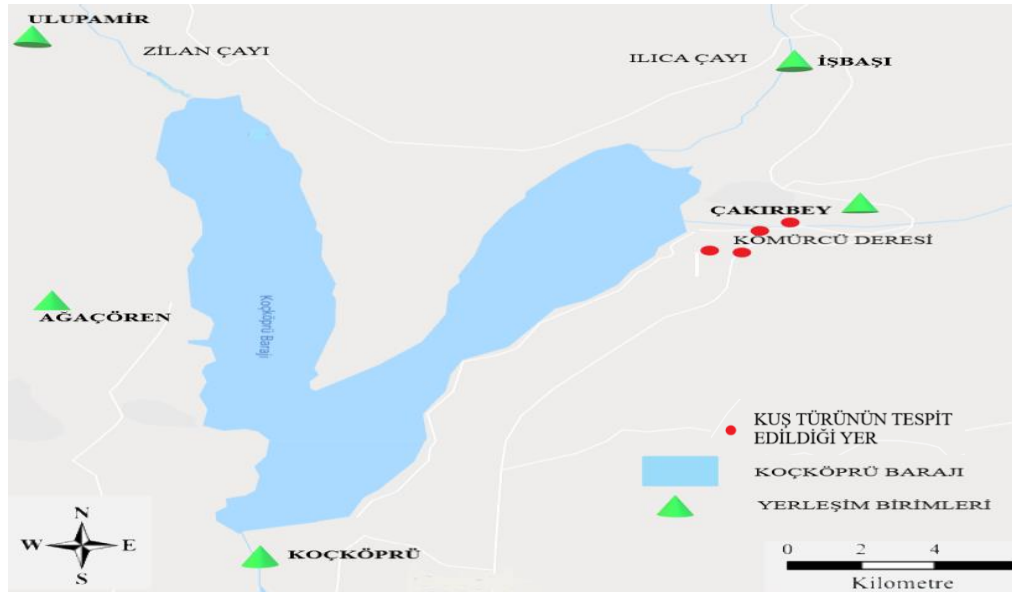 ULUPAMİR
ZİLAN ÇAYI
ILICA ÇAYI
İŞBAŞI
ÇAKIRBEY
KÖMÜRCÜ DERESİ
Koçköprü Barajı
AĞAÇÖREN
KUŞ TÜRÜNÜN TESPİT
EDİLDİĞİ YER
KOÇKÖPRÜ BARAJI
YERLEŞİM BİRİMLERİ
N
W E
S
KOÇKÖPRÜ
0 2 4
Kilometre